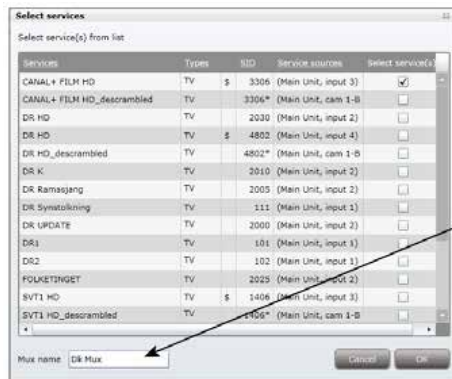 Select services
Select service(s) from list
Services Types SID Service sources Select service(s)
CANAL+ FILM HD TV $ 3306 (Main Unit, input 3)
CANAL+ FILM HD_descrambled TV 3306* (Main Unit, cam 1-B
DR HD TV 2030 (Main Unit, input 2)
DR HD TV $ 4802 (Main Unit, input 4)
DR HD_descrambled TV 4802* (Main Unit, cam 1-B
DR K TV 2010 (Main Unit, input 2)
DR Ramasjang TV 2005 (Main Unit, input 2)
DR Synstolkning TV 111 (Main Unit, input 1)
DR UPDATE TV 2000 (Main Unit, input 2)
DR1 TV 101 (Main Unit, input 1)
DR2 TV 102 (Main Unit, input 1)
FOLKETINGET TV 2025 (Main Unit, input 2)
SVT1 HD TV $ 1406 (Main Unit, input 3)
SVT1 HD_descrambled TV 1406* (Main Unit, cam 1-B
Mux name Dk Mux Cancel OK